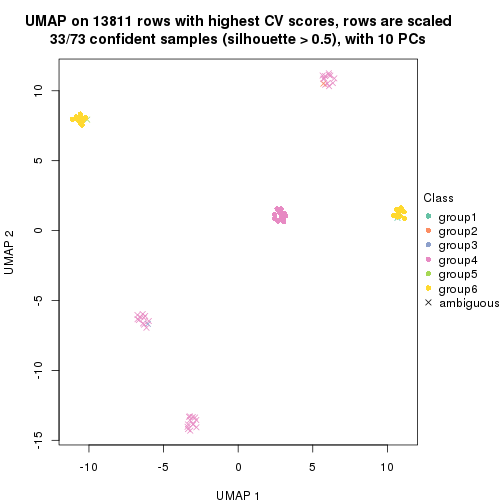 UMAP on 13811 rows with highest CV scores, rows are scaled
33/73 confident samples (silhouette > 0.5), with 10 PCs
10
5
0
-5
-10
-15
UMAP 2
-10
-5
0
5
10
UMAP 1
Class
group1
group2
group3
group4
group5
group6
ambiguous